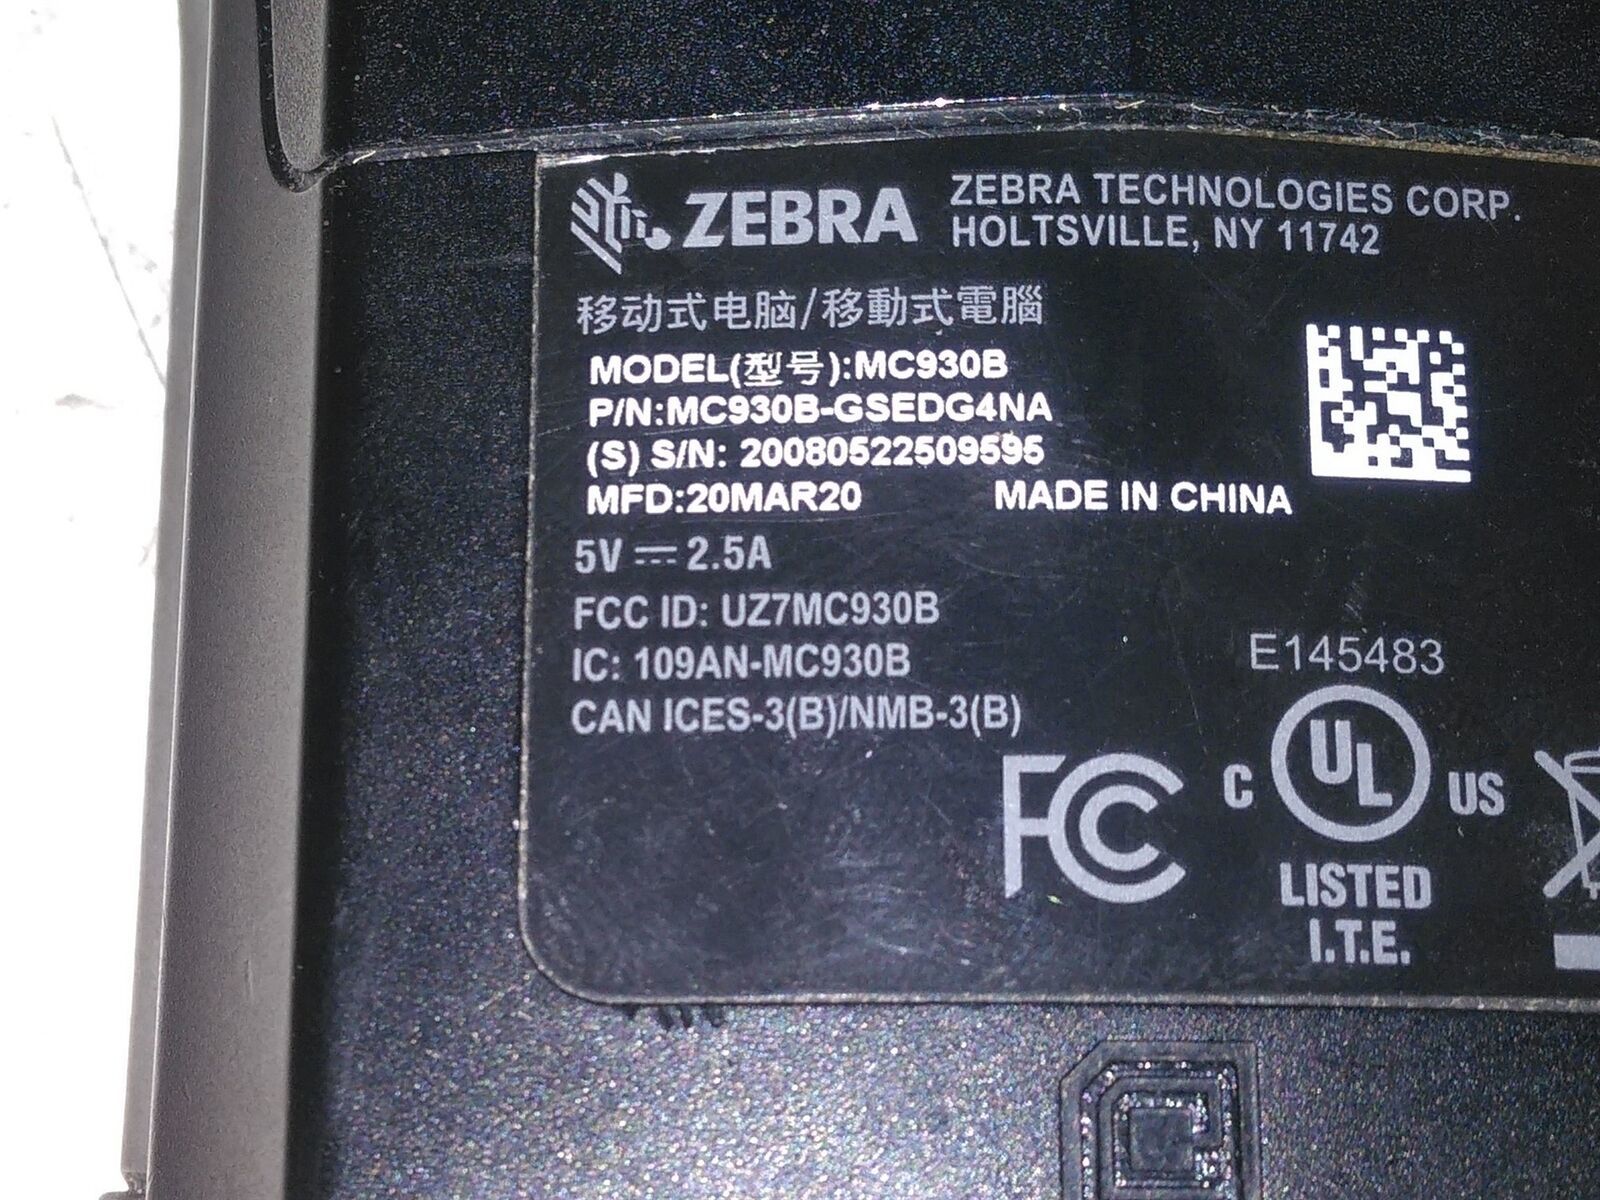 ZEBRA
ZEBRA TECHNOLOGIES CORP.
HOLTSVILLE, NY 11742
移动式电脑/移動式電腦
MODEL(型号):MC930B
P/N:MC930B-GSEDG4NA
(S) S/N: 20080522509595
MFD:20MAR20 MADE IN CHINA
5V ⎓ 2.5A
FCC ID: UZ7MC930B
IC: 109AN-MC930B
CAN ICES-3(B)/NMB-3(B)
E145483
FC
C UL US
LISTED
I.T.E.